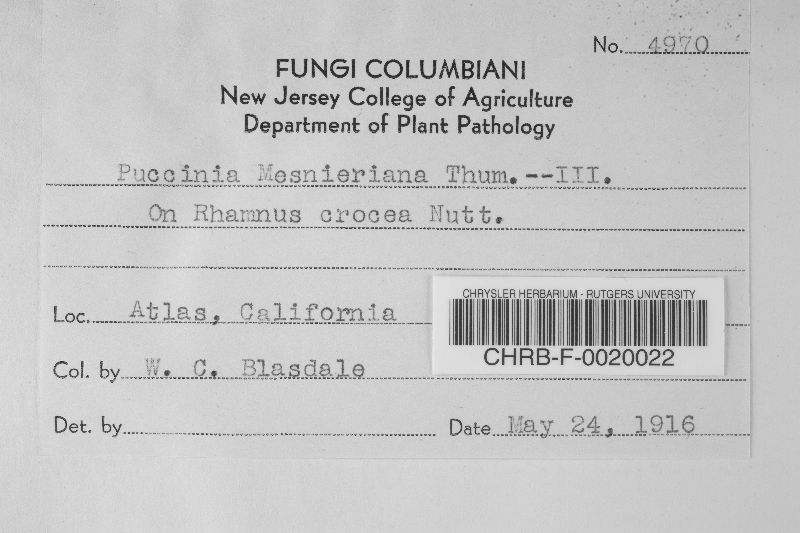 No. 4970
FUNGI COLUMBIANI
New Jersey College of Agriculture
Department of Plant Pathology
Puccinia Mesnieriana Thum.--III.
On Rhamnus crocea Nutt.
Loc. Atlas, California
CHRYSLER HERBARIUM - RUTGERS UNIVERSITY
CHRB-F-0020022
Col. by W. C. Blasdale
Det. by
Date May 24, 1916